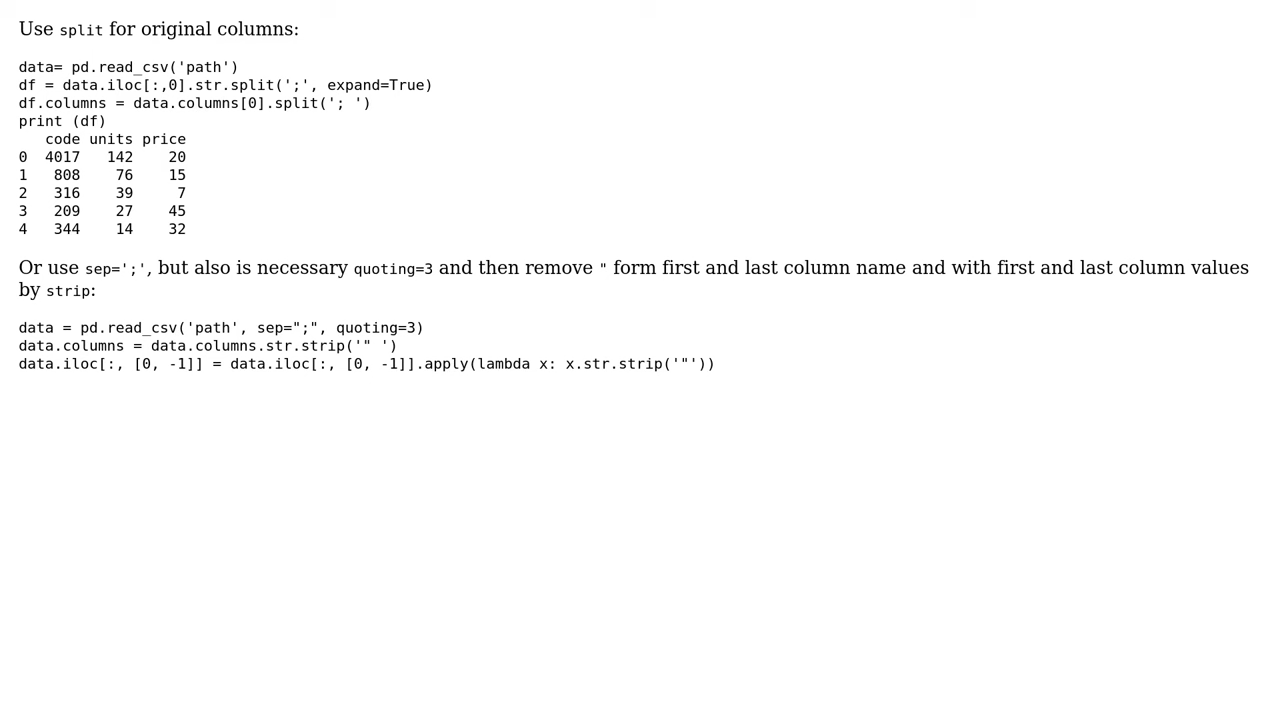 Use split for original columns:
data= pd.read_csv('path')
df = data.iloc[:,0].str.split(';', expand=True)
df.columns = data.columns[0].split('; ')
print (df)
   code units price
0  4017   142    20
1   808    76    15
2   316    39     7
3   209    27    45
4   344    14    32
Or use sep=';', but also is necessary quoting=3 and then remove " form first and last column name and with first and last column values
by strip:
data = pd.read_csv('path', sep=";", quoting=3)
data.columns = data.columns.str.strip('" ')
data.iloc[:, [0, -1]] = data.iloc[:, [0, -1]].apply(lambda x: x.str.strip('"'))